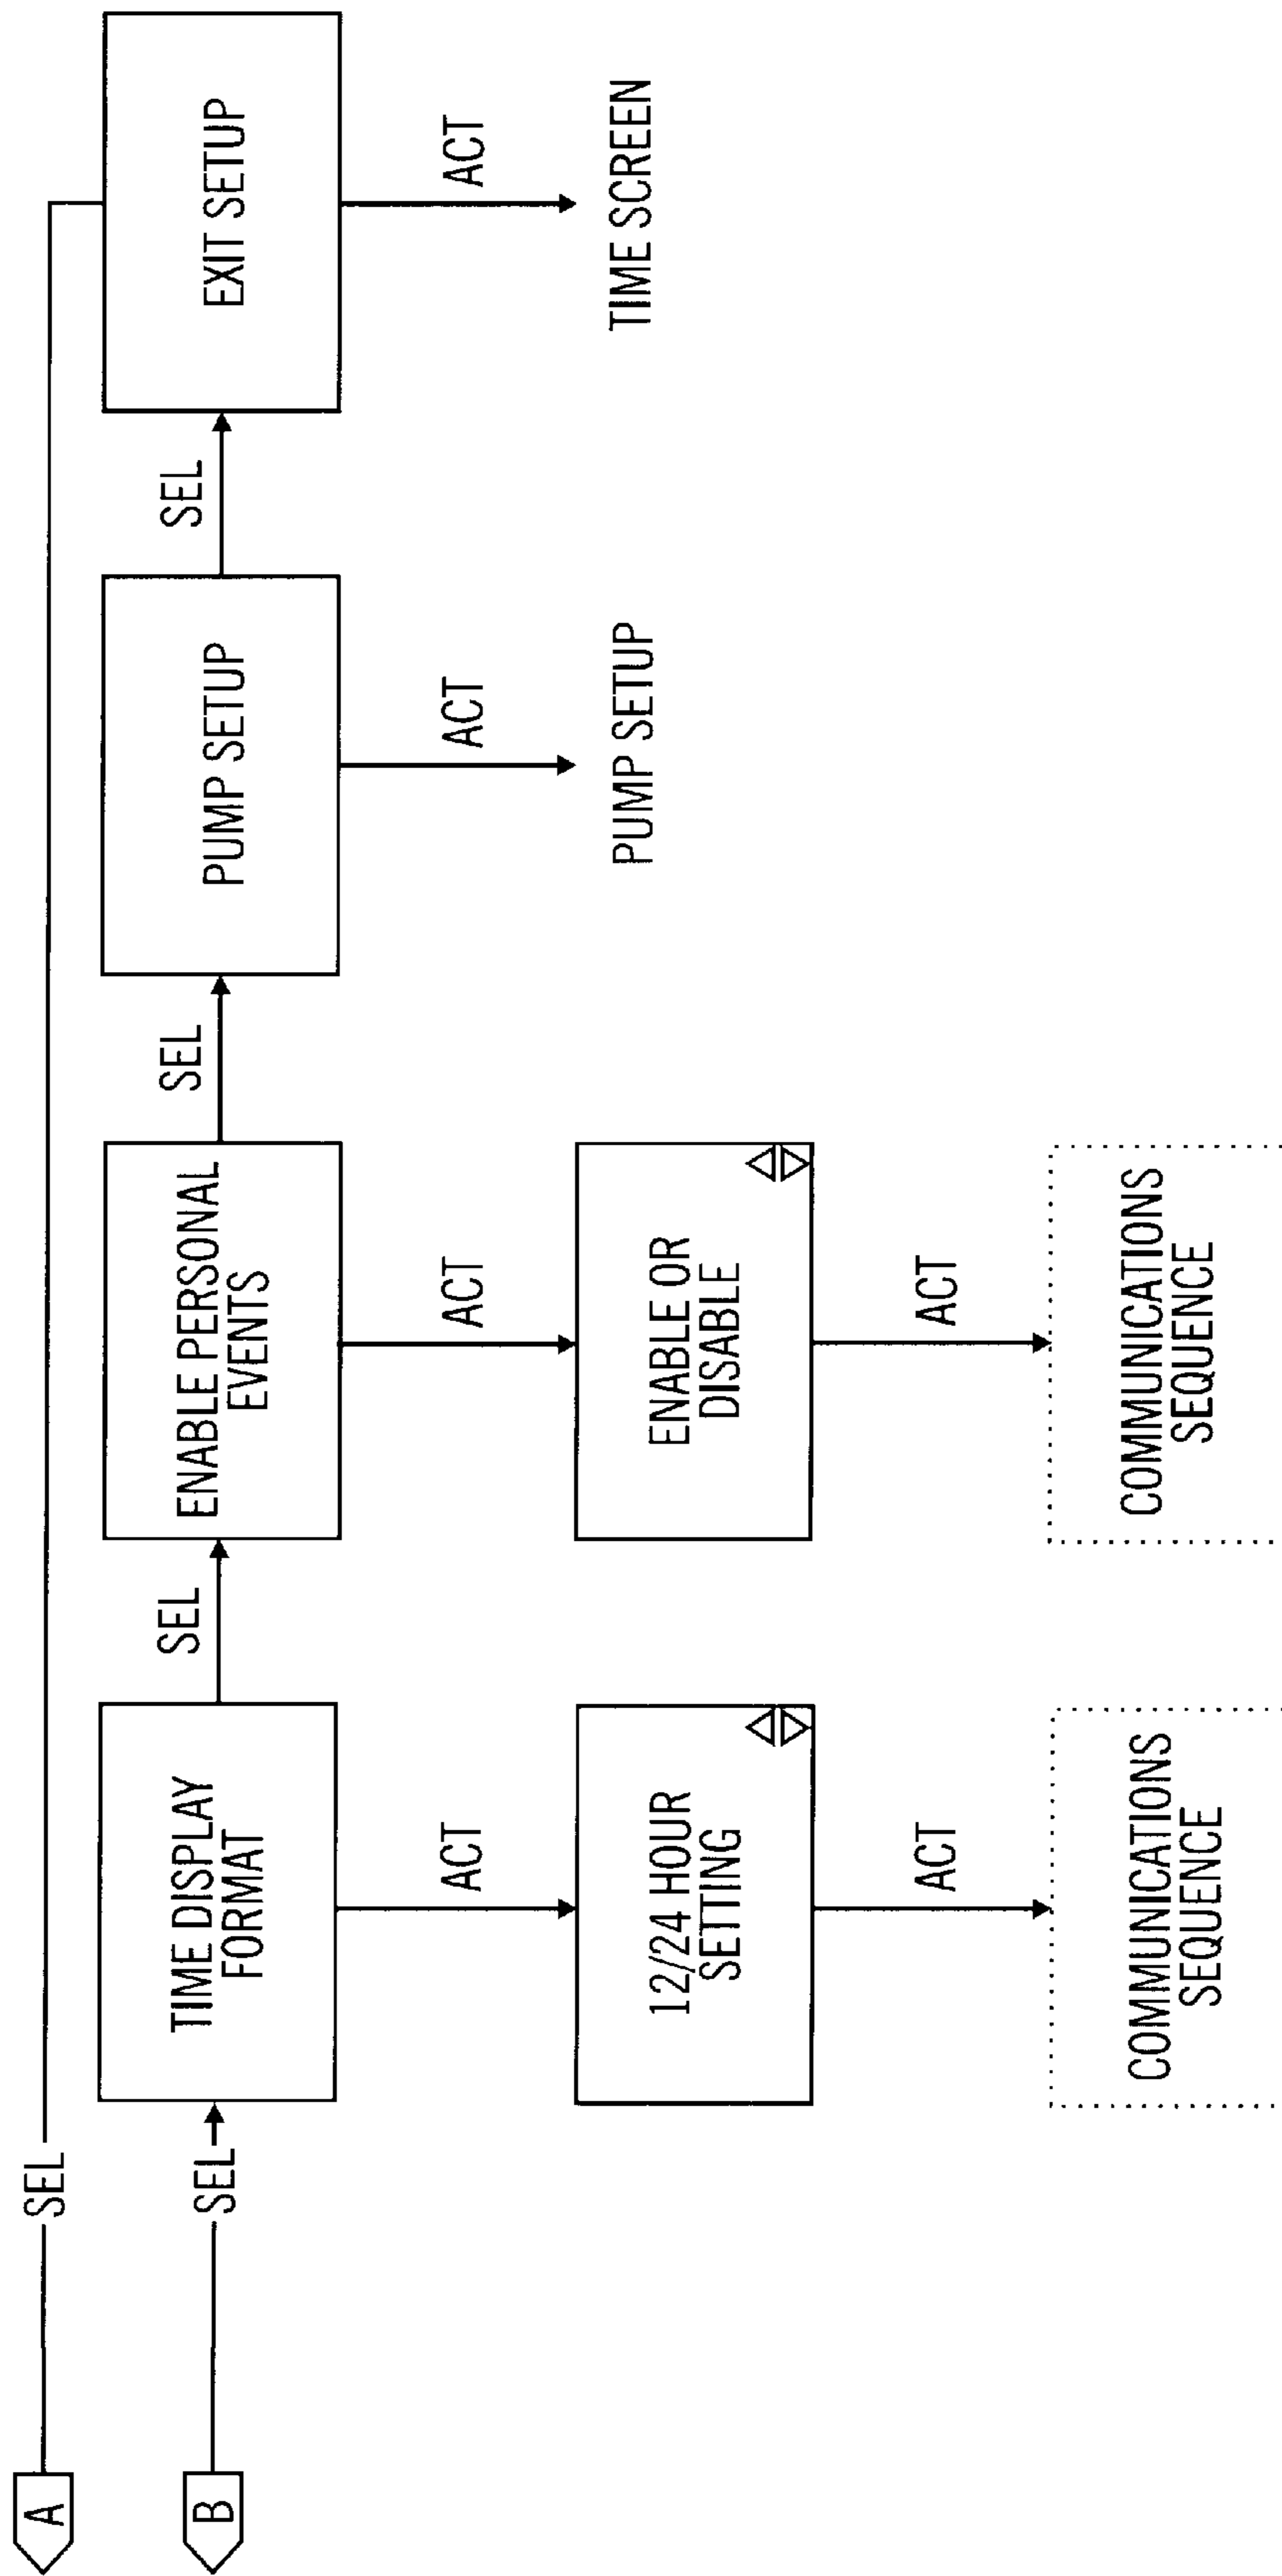 A
SEL
B
SEL
TIME DISPLAY
FORMAT
SEL
ENABLE PERSONAL
EVENTS
SEL
PUMP SETUP
SEL
EXIT SETUP
ACT
ACT
ACT
ACT
12/24 HOUR
SETTING
ENABLE OR
DISABLE
PUMP SETUP
TIME SCREEN
ACT
ACT
COMMUNICATIONS
SEQUENCE
COMMUNICATIONS
SEQUENCE